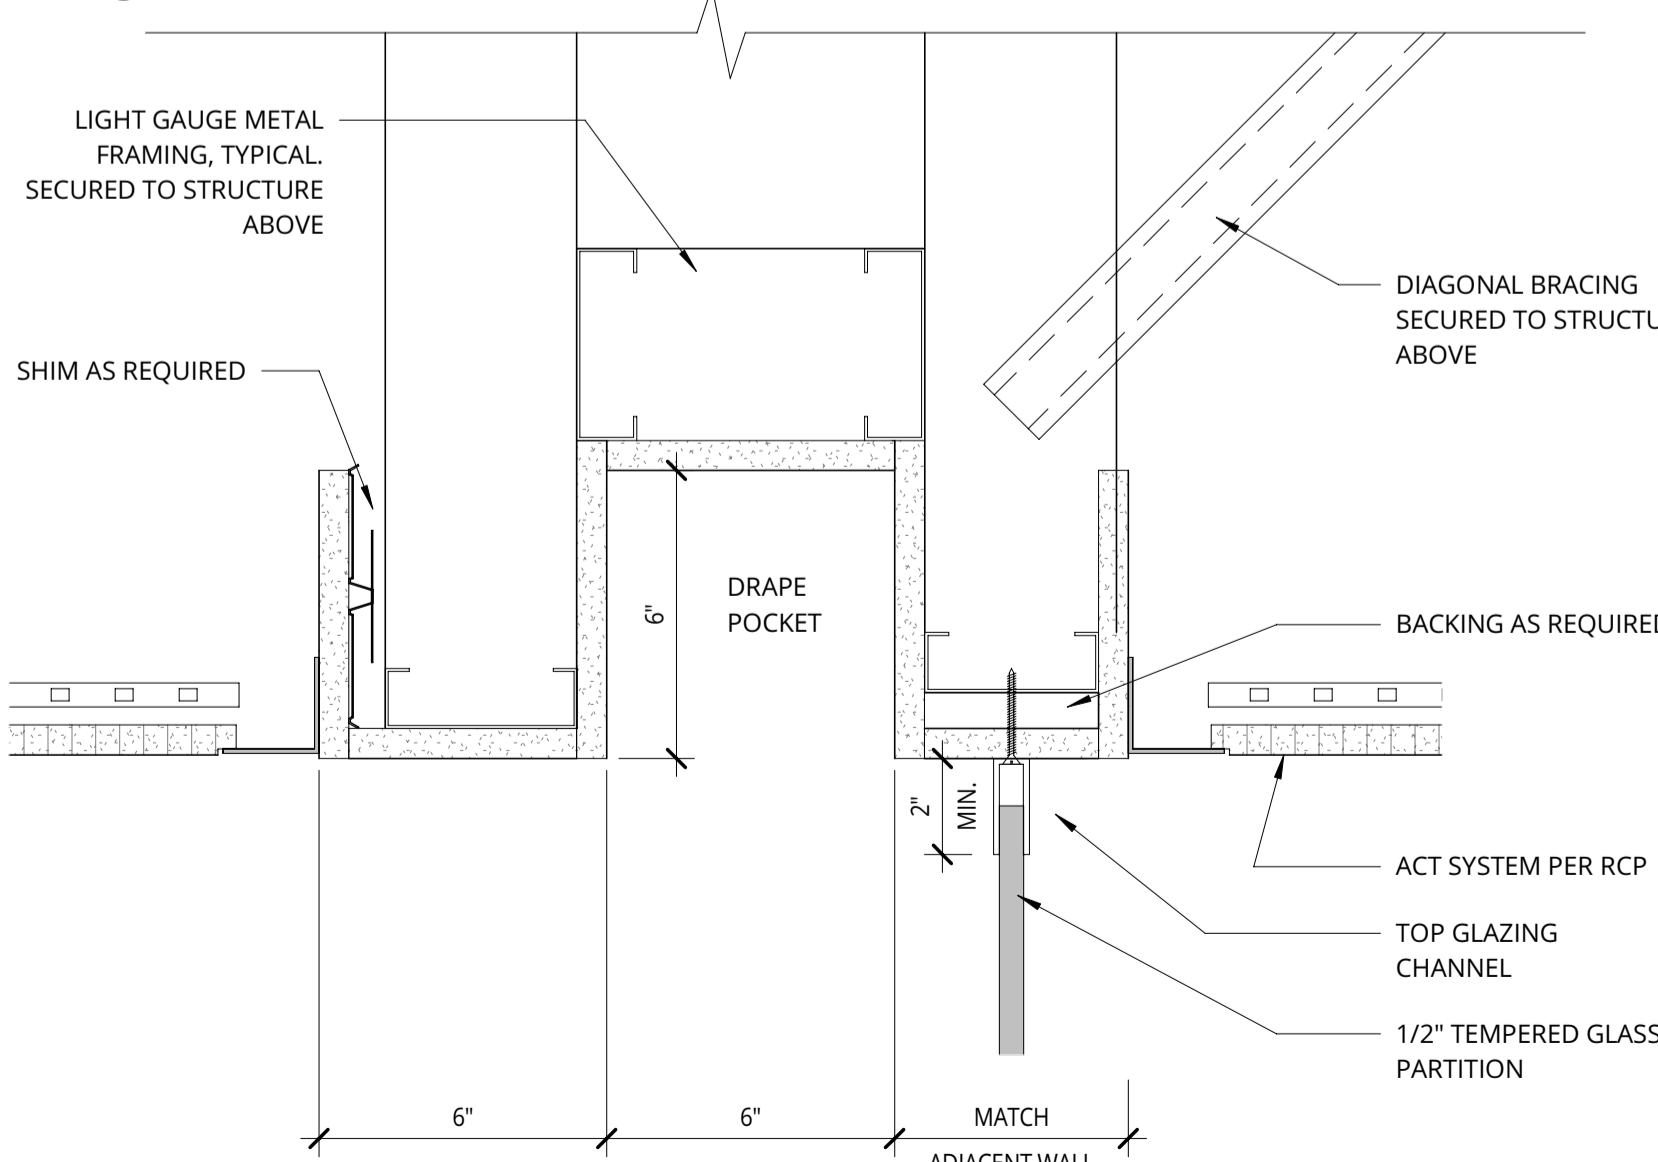 LIGHT GAUGE METAL
FRAMING, TYPICAL.
SECURED TO STRUCTURE
ABOVE
SHIM AS REQUIRED
DIAGONAL BRACING
SECURED TO STRUCTU
ABOVE
DRAPE
POCKET
6"
BACKING AS REQUIRED
2"
MIN.
ACT SYSTEM PER RCP
TOP GLAZING
CHANNEL
1/2" TEMPERED GLASS
PARTITION
6"
6"
MATCH
ADJACENT WALL